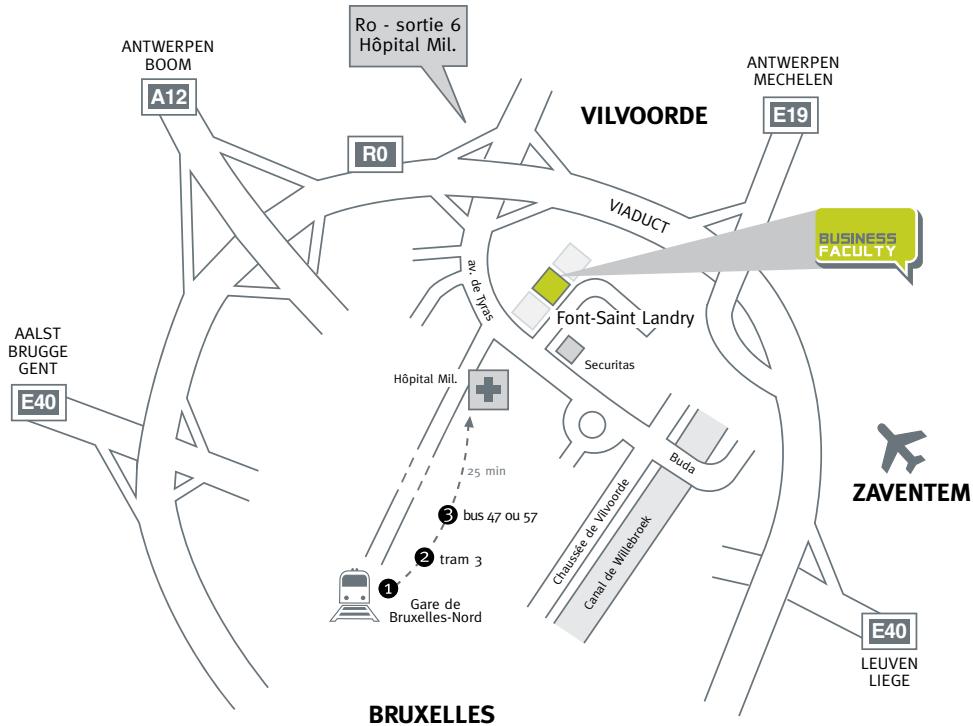 Ro - sortie 6
Hôpital Mil.
ANTWERPEN
BOOM
A12
ANTWERPEN
MECHELEN
E19
VILVOORDE
R0
VIADUCT
BUSINESS
FACULTY
av. de Tyras
Font-Saint Landry
AALST
BRUGGE
GENT
E40
Securitas
Hôpital Mil.
25 min
Buda
ZAVENTEM
3 bus 47 ou 57
Chaussée de Vilvoorde
Canal de Willebroek
2 tram 3
1
Gare de
Bruxelles-Nord
E40
LEUVEN
LIEGE
BRUXELLES